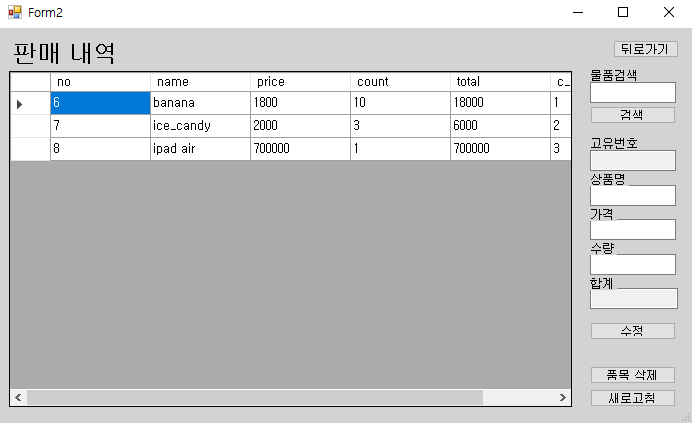 Form2
판매 내역
뒤로가기
no name price count total c_
6 banana 1800 10 18000 1
7 ice_candy 2000 3 6000 2
8 ipad air 700000 1 700000 3
물품검색
검색
고유번호
상품명
가격
수량
합계
수정
품목 삭제
새로고침